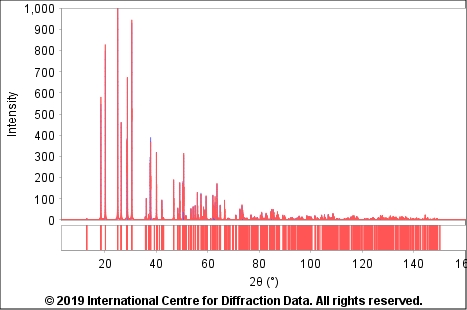 1,000
900
800
700
600
500
400
300
200
100
0
Intensity
20 40 60 80 100 120 140 16
2θ (°)
© 2019 International Centre for Diffraction Data. All rights reserved.